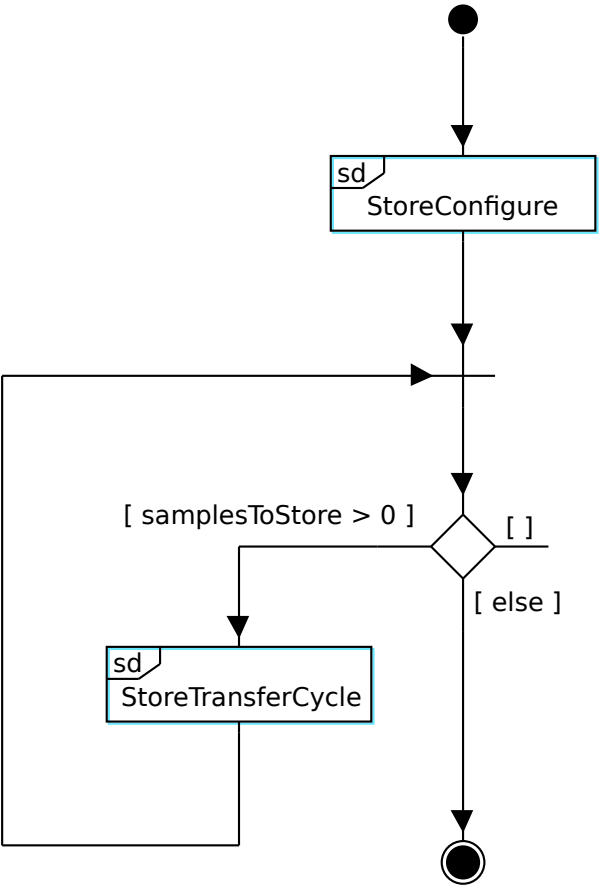 sd
StoreConfigure
[ samplesToStore > 0 ]
[ ]
[ else ]
sd
StoreTransferCycle